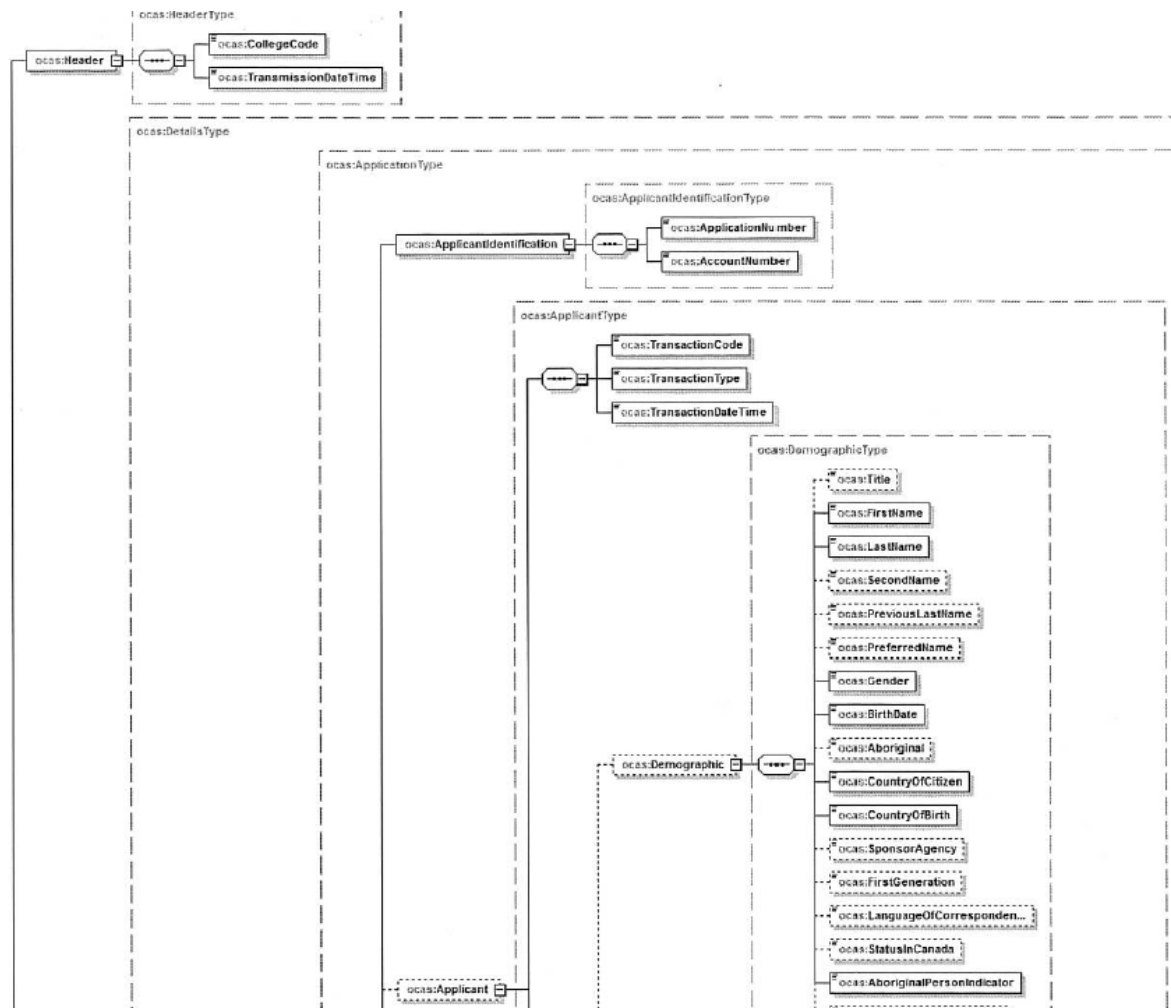 ocas:HeaderType
ocas:CollegeCode
ocas:Header
ocas:TransmissionDateTime
ocas:DetailsType
ocas:ApplicationType
ocas:ApplicantIdentificationType
ocas:ApplicationNumber
ocas:ApplicantIdentification
ocas:AccountNumber
ocas:ApplicantType
ocas:TransactionCode
ocas:TransactionType
ocas:TransactionDateTime
ocas:DemographicType
ocas:Title
ocas:FirstName
ocas:LastName
ocas:SecondName
ocas:PreviousLastName
ocas:PreferredName
ocas:Gender
ocas:BirthDate
ocas:Aboriginal
ocas:Demographic
ocas:CountryOfCitizen
ocas:CountryOfBirth
ocas:SponsorAgency
ocas:FirstGeneration
ocas:LanguageOfCorresponden...
ocas:StatusInCanada
ocas:AboriginalPersonIndicator
ocas:Applicant